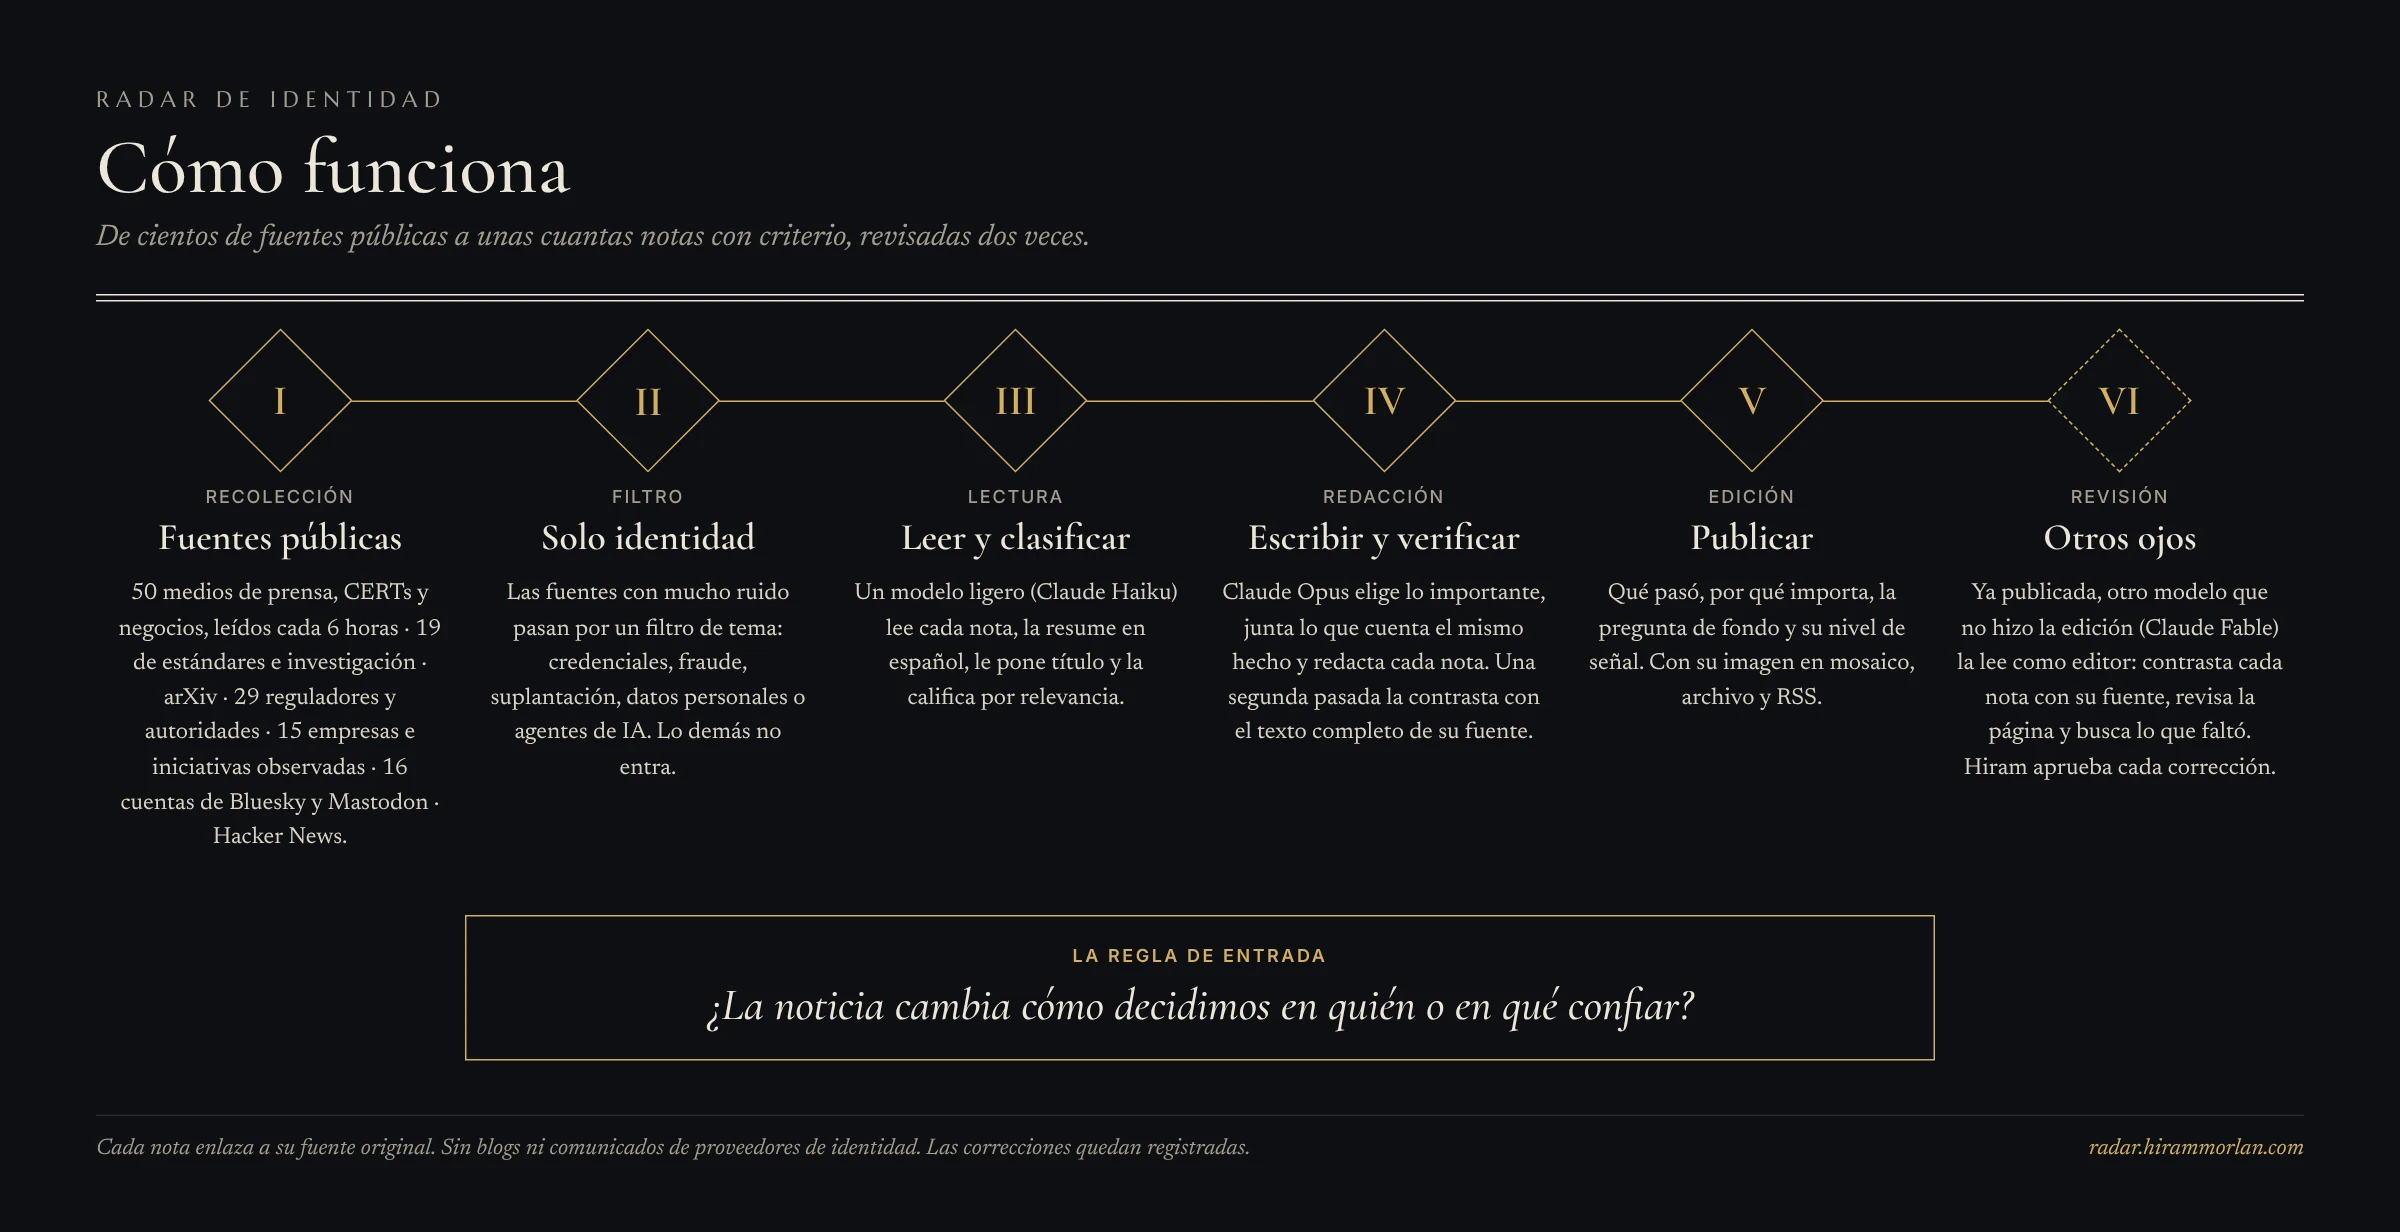 RADAR DE IDENTIDAD
Cómo funciona
De cientos de fuentes públicas a unas cuantas notas con criterio, revisadas dos veces.
I
RECOLECCIÓN
Fuentes públicas
50 medios de prensa, CERTs y
negocios, leídos cada 6 horas · 19
de estándares e investigación ·
arXiv · 29 reguladores y
autoridades · 15 empresas e
iniciativas observadas · 16
cuentas de Bluesky y Mastodon ·
Hacker News.
II
FILTRO
Solo identidad
Las fuentes con mucho ruido
pasan por un filtro de tema:
credenciales, fraude,
suplantación, datos personales o
agentes de IA. Lo demás no
entra.
III
LECTURA
Leer y clasificar
Un modelo ligero (Claude Haiku)
lee cada nota, la resume en
español, le pone título y la
califica por relevancia.
IV
REDACCIÓN
Escribir y verificar
Claude Opus elige lo importante,
junta lo que cuenta el mismo
hecho y redacta cada nota. Una
segunda pasada la contrasta con
el texto completo de su fuente.
V
EDICIÓN
Publicar
Qué pasó, por qué importa, la
pregunta de fondo y su nivel de
señal. Con su imagen en mosaico,
archivo y RSS.
VI
REVISIÓN
Otros ojos
Ya publicada, otro modelo que
no hizo la edición (Claude Fable)
la lee como editor: contrasta cada
nota con su fuente, revisa la
página y busca lo que faltó.
Hiram aprueba cada corrección.
LA REGLA DE ENTRADA
¿La noticia cambia cómo decidimos en quién o en qué confiar?
Cada nota enlaza a su fuente original. Sin blogs ni comunicados de proveedores de identidad. Las correcciones quedan registradas.
radar.hirammorlan.com